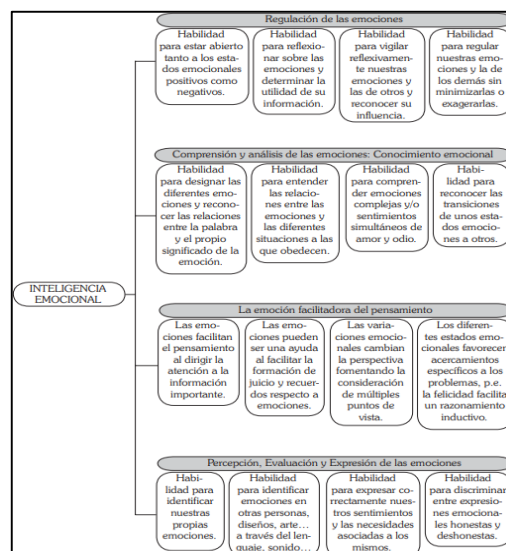 Regulación de las emociones
Habilidad
para estar abierto
tanto a los esta-
dos emocionales
positivos como
negativos.
Habilidad
para reflexio-
nar sobre las
emociones y
determinar la
utilidad de su
información.
Habilidad
para vigilar
reflexivamen-
te nuestras
emociones y
las de otros y
reconocer su
influencia.
Habilidad
para regular
nuestras emo-
ciones y la de
los demás sin
minimizarlas o
exagerarlas.
Comprensión y análisis de las emociones: Conocimiento emocional
Habilidad
para designar las
diferentes emo-
ciones y recono-
cer las relaciones
entre la palabra
y el propio
significado de la
emoción.
Habilidad
para entender
las relacio-
nes entre las
emociones y
las diferentes
situaciones a las
que obedecen.
Habilidad
para compren-
der emociones
complejas y/o
sentimientos
simultáneos de
amor y odio.
Habi-
lidad para
reconocer las
transiciones
de unos esta-
dos emocio-
nes a otros.
INTELIGENCIA
EMOCIONAL
La emoción facilitadora del pensamiento
Las emo-
ciones facilitan
el pensamiento
al dirigir la
atención a la
información
importante.
Las emo-
ciones pueden
ser una ayuda
al facilitar la
formación de
juicio y recuer-
dos respecto a
emociones.
Las varia-
ciones emocio-
nales cambian
la perspectiva
fomentando la
consideración
de múltiples
puntos de
vista.
Los diferen-
tes estados emo-
cionales favorecen
acercamientos
específicos a los
problemas, p.e.
la felicidad facilita
un razonamiento
inductivo.
Percepción, Evaluación y Expresión de las emociones
Habi-
lidad para
identificar
nuestras
propias
emociones.
Habilidad
para identificar
emociones en
otras personas,
diseños, arte...
a través del len-
guaje, sonido...
Habilidad
para expresar co-
rrectamente nues-
tros sentimientos
y las necesidades
asociadas a los
mismos.
Habilidad
para discriminar
entre expresio-
nes emociona-
les honestas y
deshonestas.